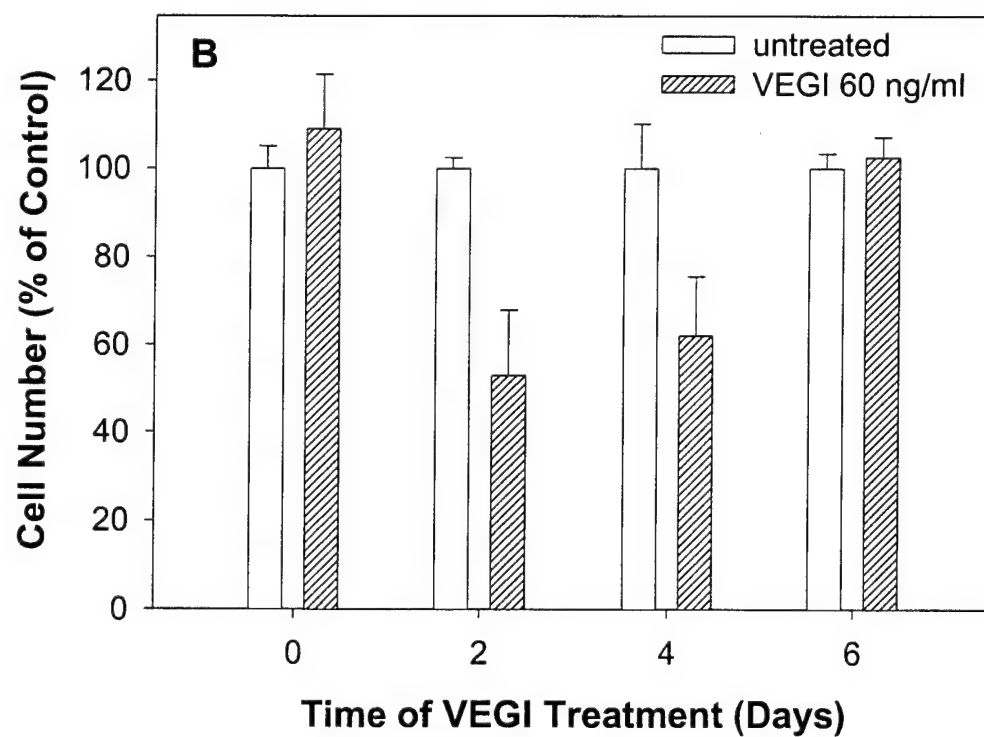 B
untreated
VEGI 60 ng/ml
Cell Number (% of Control)
120
100
80
60
40
20
0
0 2 4 6
Time of VEGI Treatment (Days)